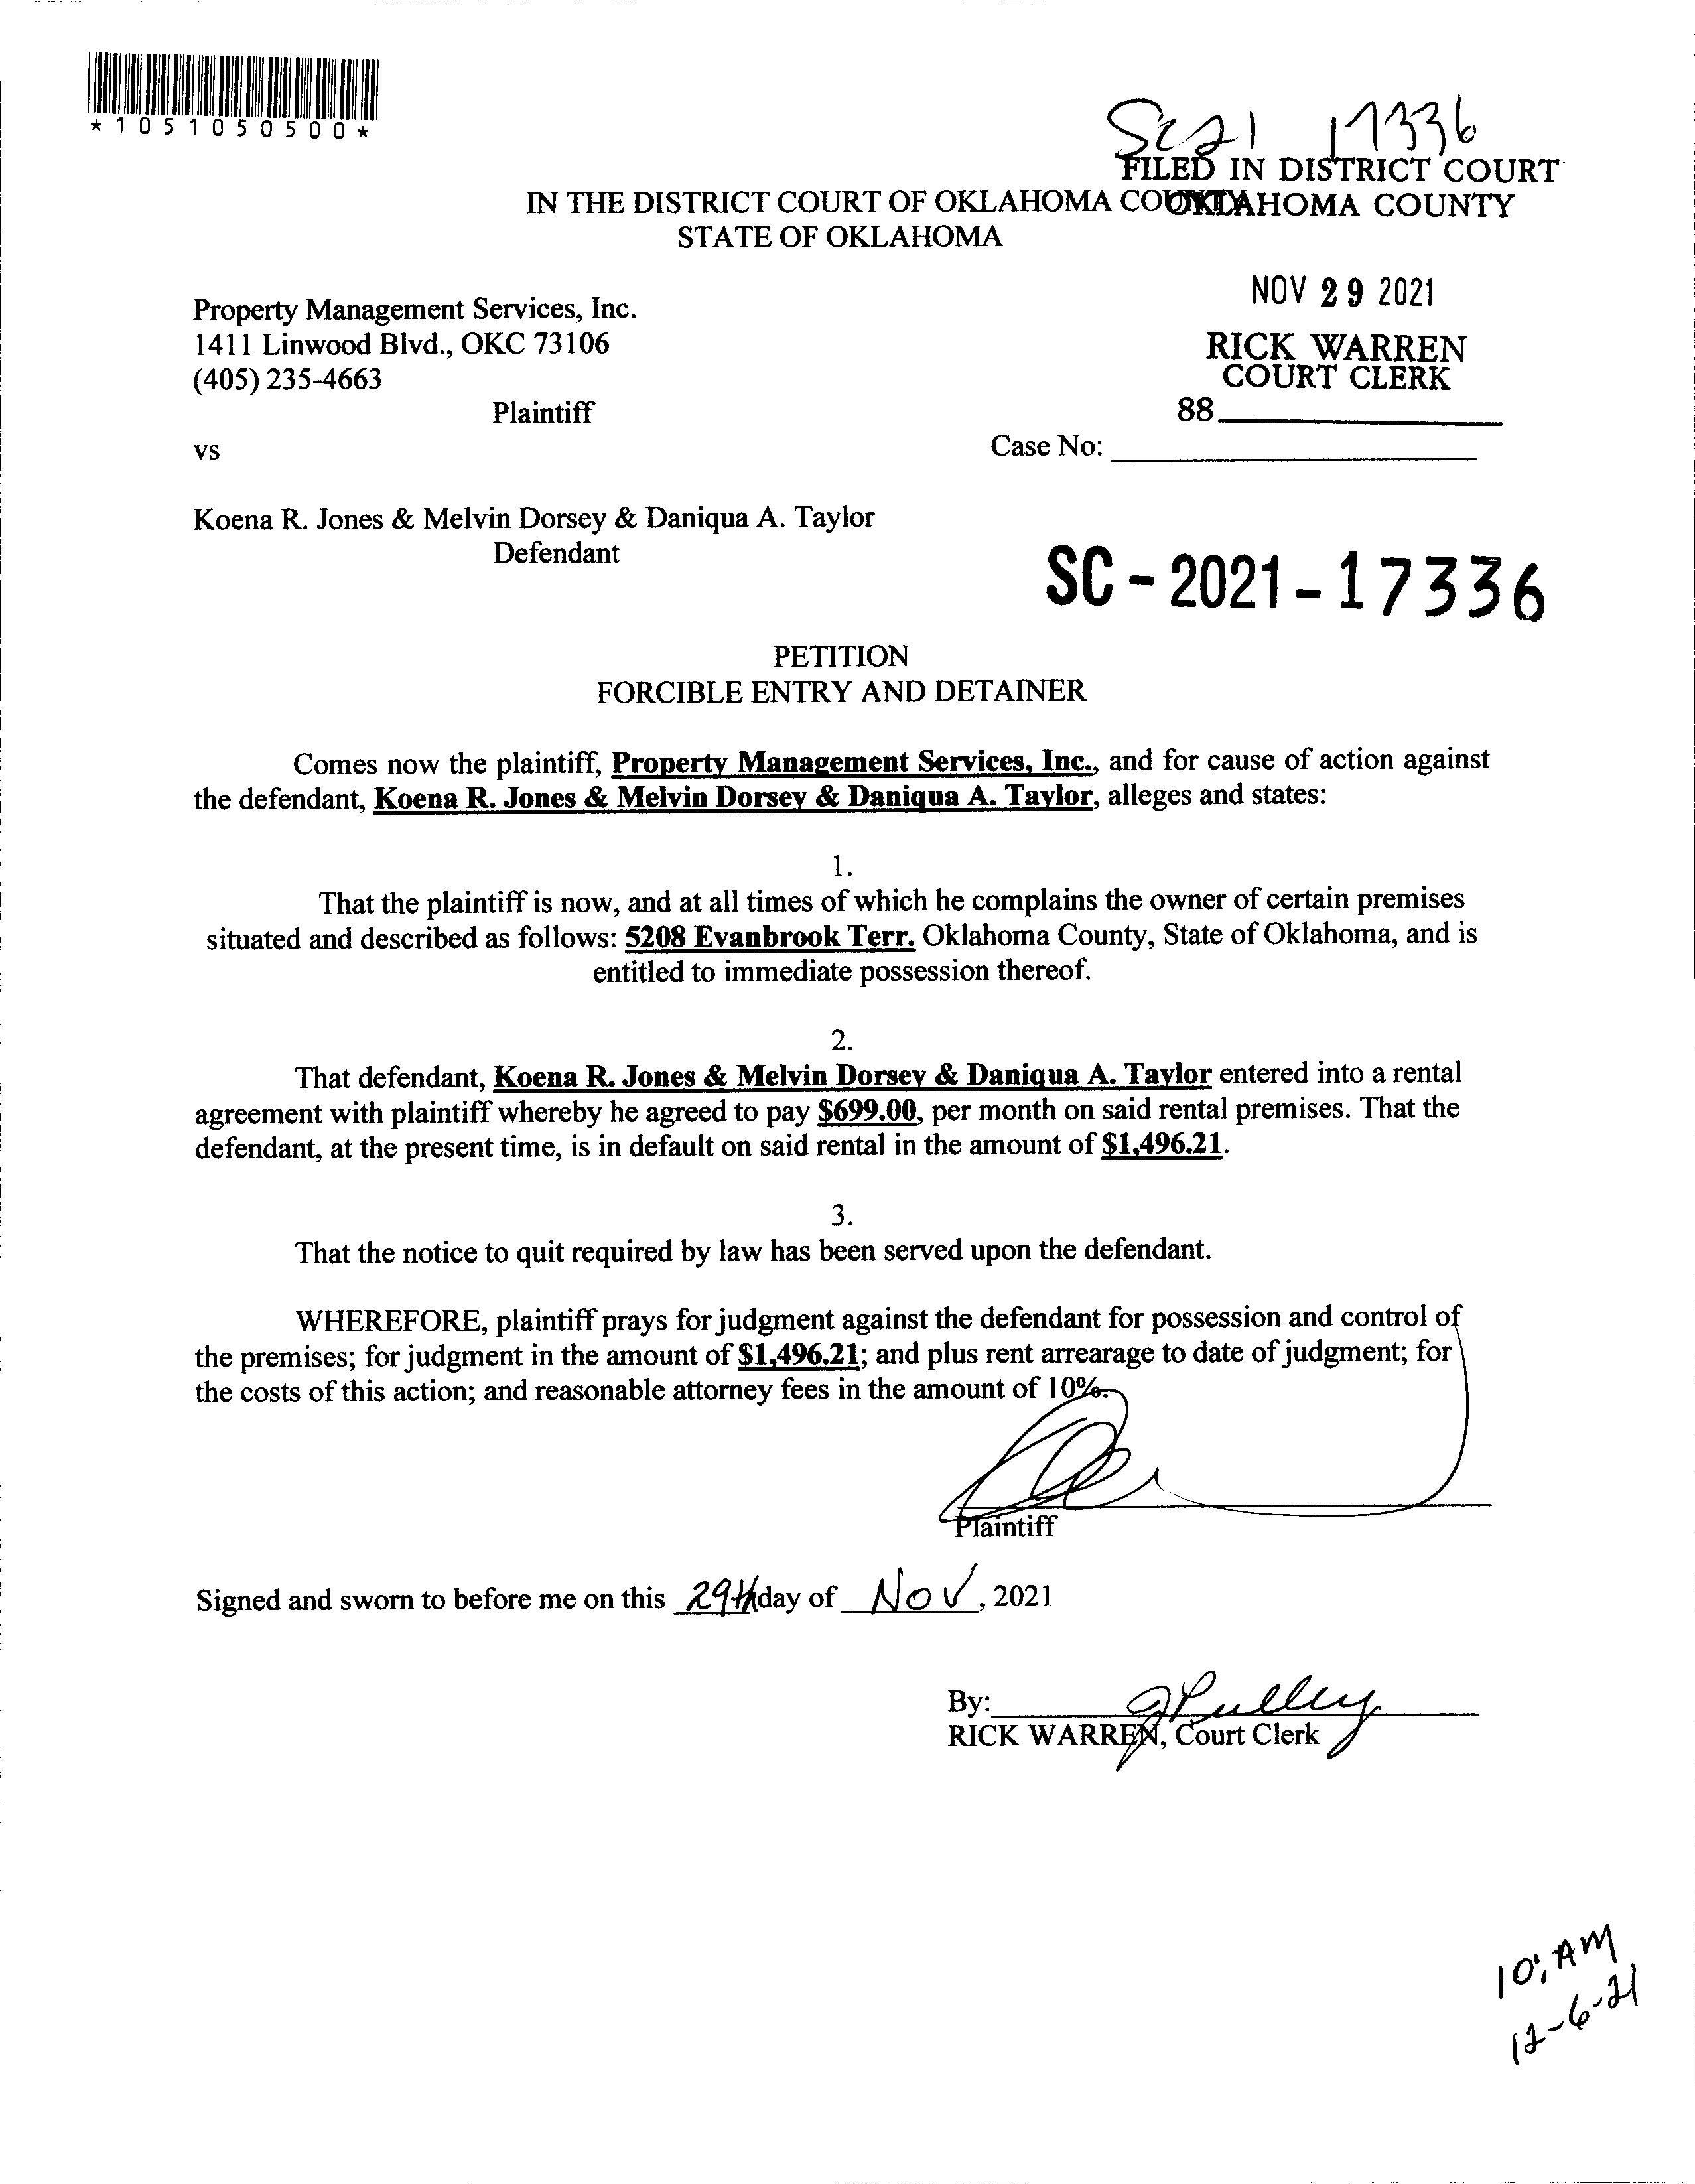 *1051050500*
SC21 17336
FILED IN DISTRICT COURT
OKLAHOMA COUNTY
IN THE DISTRICT COURT OF OKLAHOMA COUNTY
STATE OF OKLAHOMA
NOV 29 2021
RICK WARREN
COURT CLERK
88
Property Management Services, Inc.
1411 Linwood Blvd., OKC 73106
(405) 235-4663
Plaintiff
vs
Case No:
Koena R. Jones & Melvin Dorsey & Daniqua A. Taylor
Defendant
SC-2021-17336
PETITION
FORCIBLE ENTRY AND DETAINER
Comes now the plaintiff, Property Management Services, Inc., and for cause of action against
the defendant, Koena R. Jones & Melvin Dorsey & Daniqua A. Taylor, alleges and states:
1.
That the plaintiff is now, and at all times of which he complains the owner of certain premises
situated and described as follows: 5208 Evanbrook Terr. Oklahoma County, State of Oklahoma, and is
entitled to immediate possession thereof.
2.
That defendant, Koena R. Jones & Melvin Dorsey & Daniqua A. Taylor entered into a rental
agreement with plaintiff whereby he agreed to pay $699.00, per month on said rental premises. That the
defendant, at the present time, is in default on said rental in the amount of $1,496.21.
3.
That the notice to quit required by law has been served upon the defendant.
WHEREFORE, plaintiff prays for judgment against the defendant for possession and control of
the premises; for judgment in the amount of $1,496.21; and plus rent arrearage to date of judgment; for
the costs of this action; and reasonable attorney fees in the amount of 10%.
Plaintiff
Signed and sworn to before me on this 29th day of Nov, 2021
By: JPulley
RICK WARREN, Court Clerk
10:AM
12-6-21